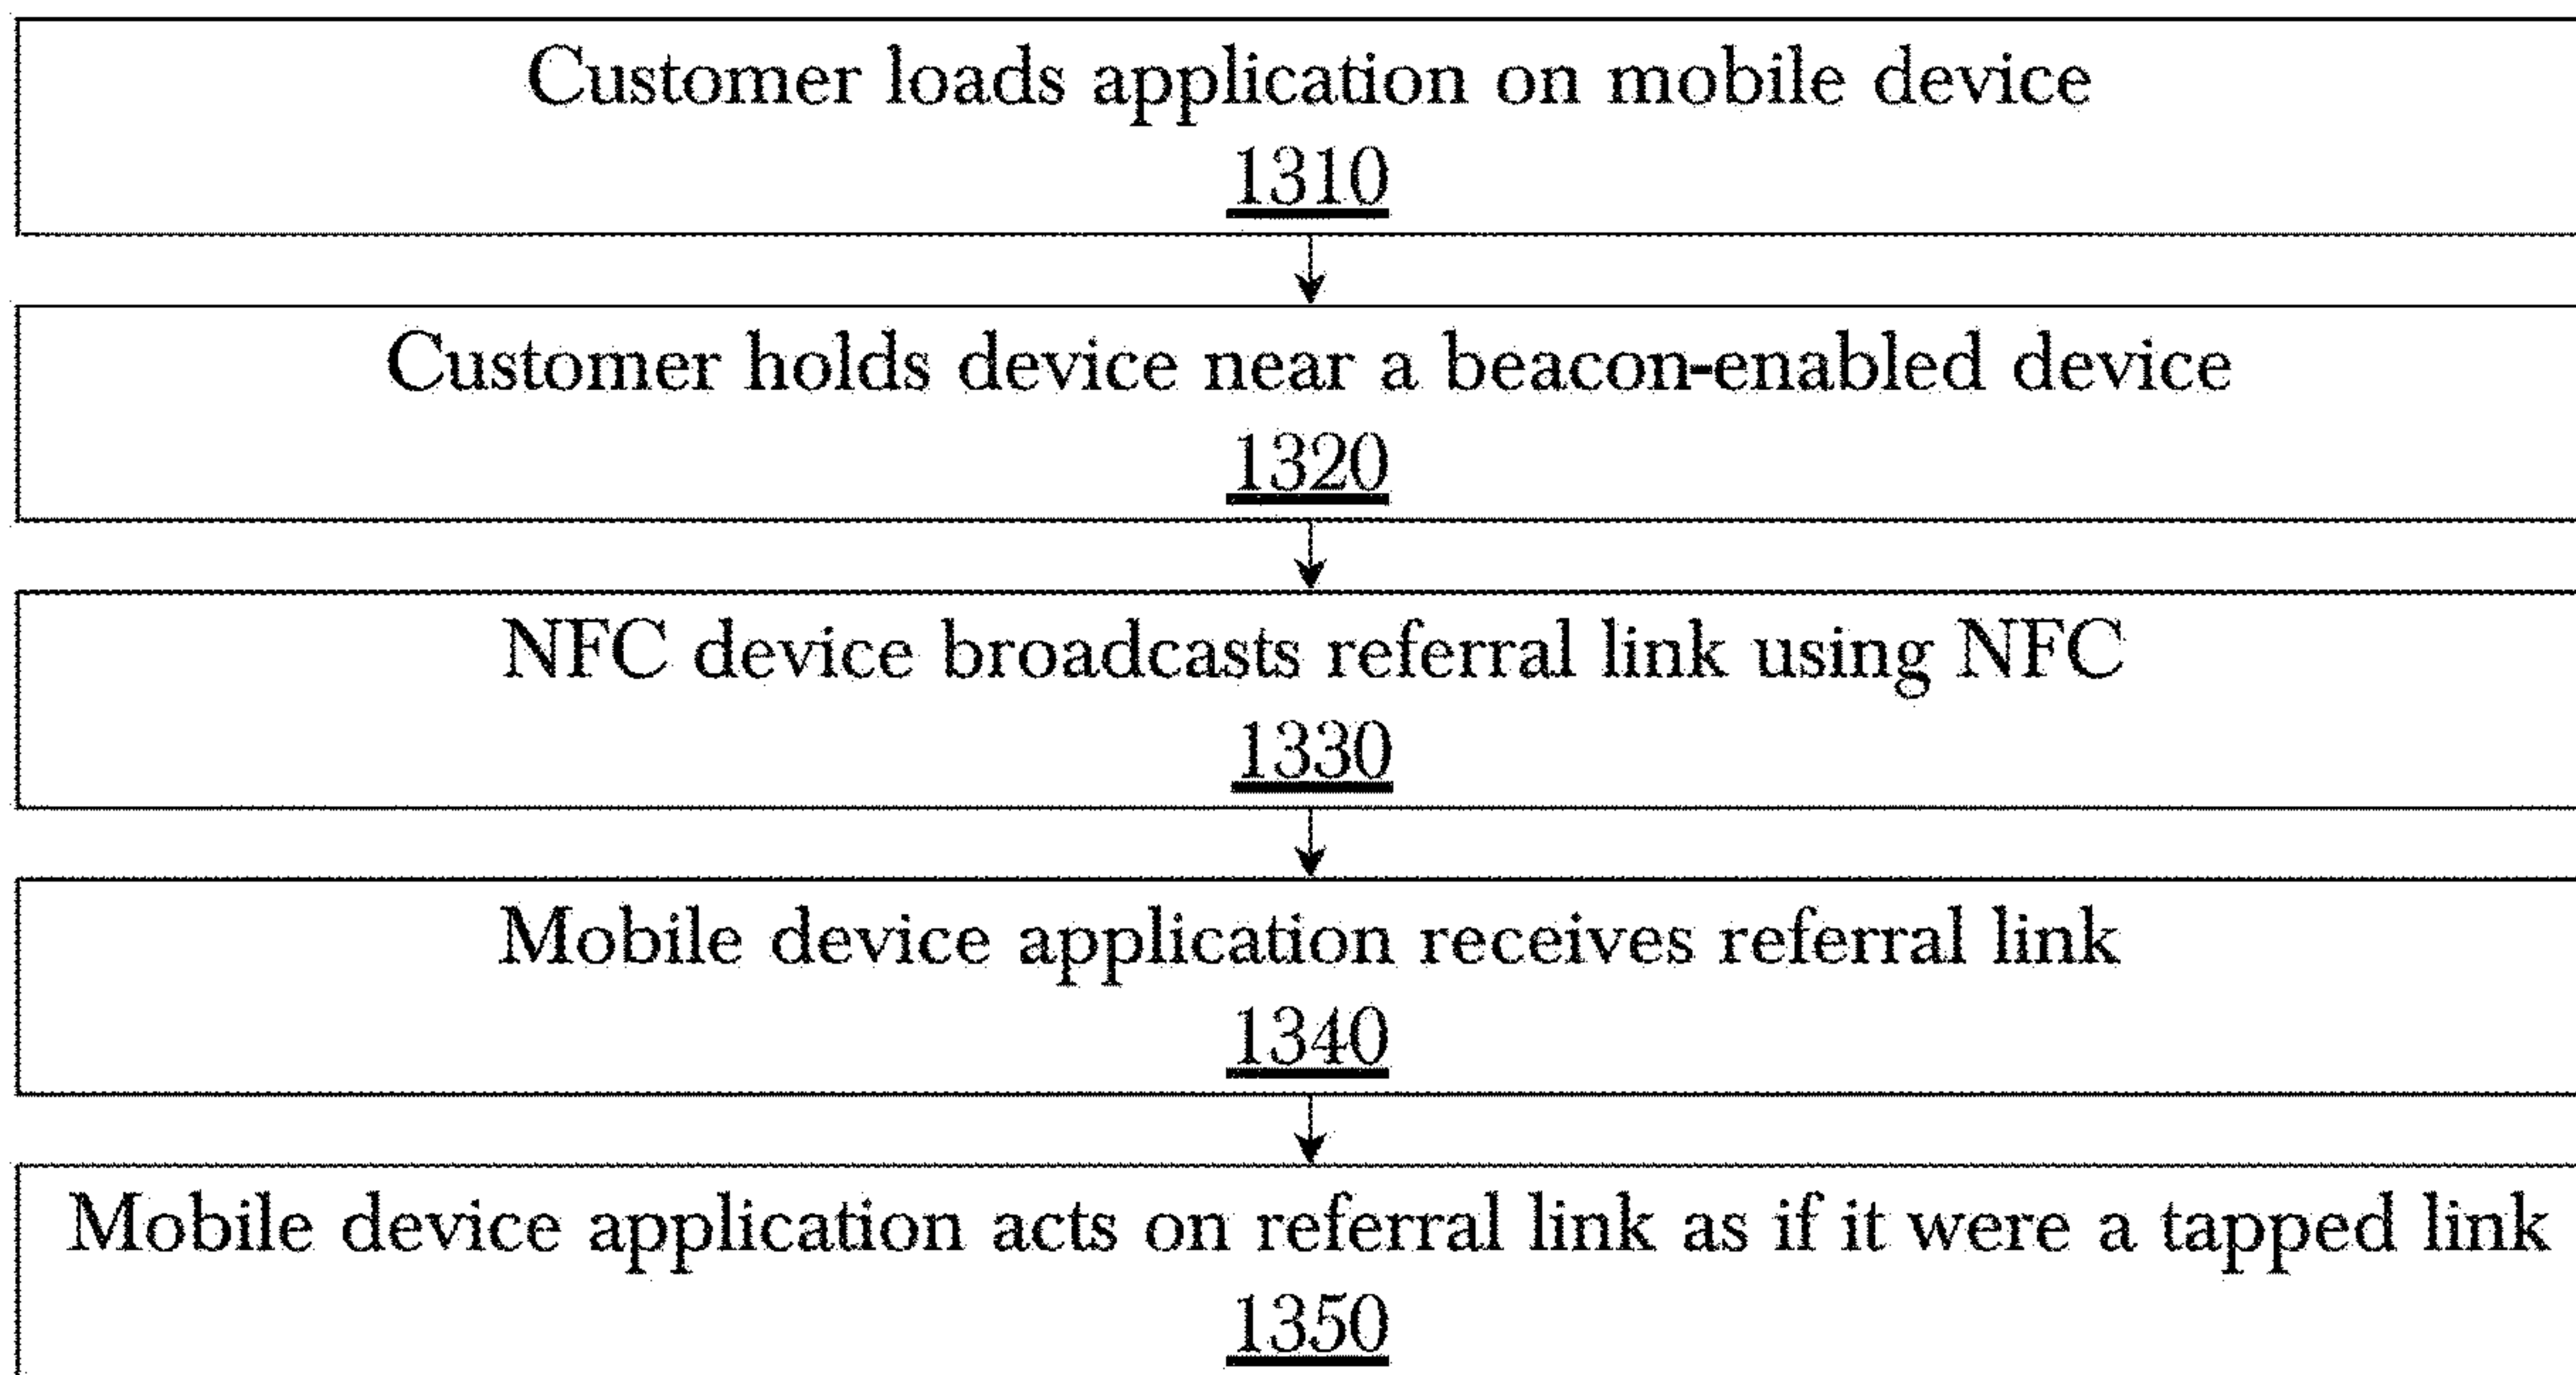 Customer loads application on mobile device
1310
Customer holds device near a beacon-enabled device
1320
NFC device broadcasts referral link using NFC
1330
Mobile device application receives referral link
1340
Mobile device application acts on referral link as if it were a tapped link
1350